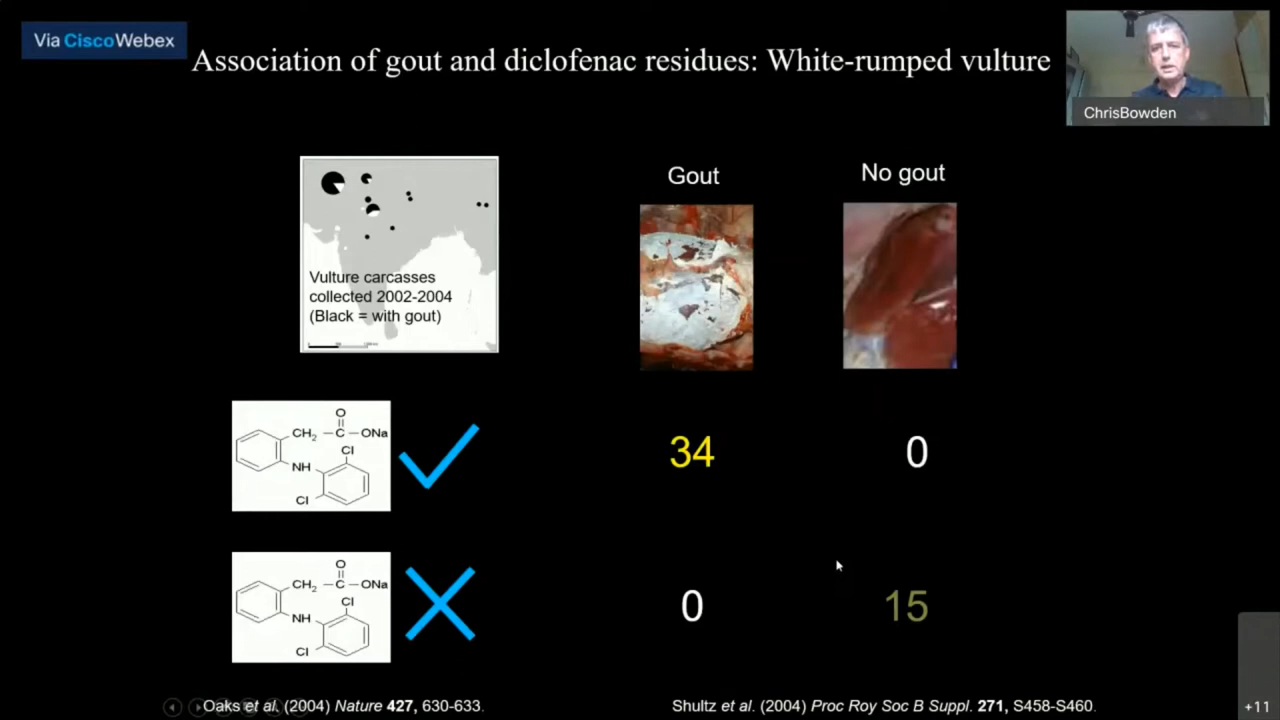 Via CiscoWebex
Association of gout and diclofenac residues: White-rumped vulture
ChrisBowden
Gout
No gout
Vulture carcasses
collected 2002-2004
(Black = with gout)
O
CH2 – C – ONa
Cl
NH
Cl
34
0
O
CH2 – C – ONa
Cl
NH
Cl
0
15
Oaks et al. (2004) Nature 427, 630-633.
Shultz et al. (2004) Proc Roy Soc B Suppl. 271, S458-S460.
+11